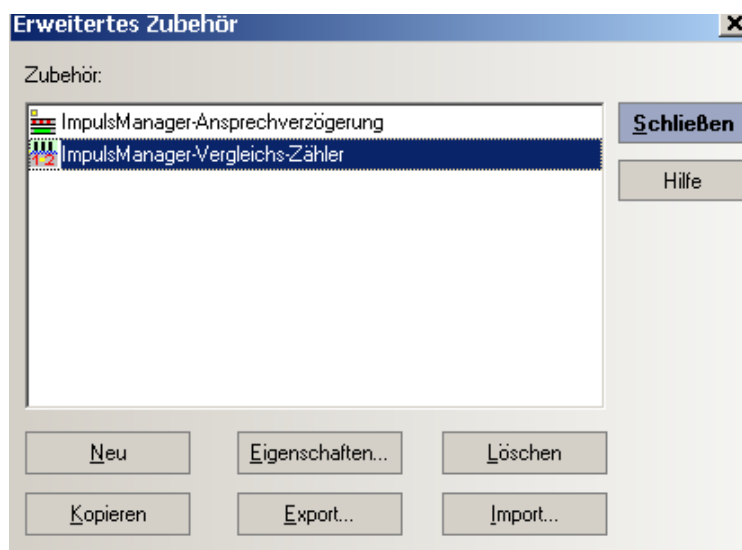 Erweitertes Zubehör
Zubehör:
ImpulsManager-Ansprechverzögerung
ImpulsManager-Vergleichs-Zähler
Schließen
Hilfe
Neu
Eigenschaften...
Löschen
Kopieren
Export...
Import...